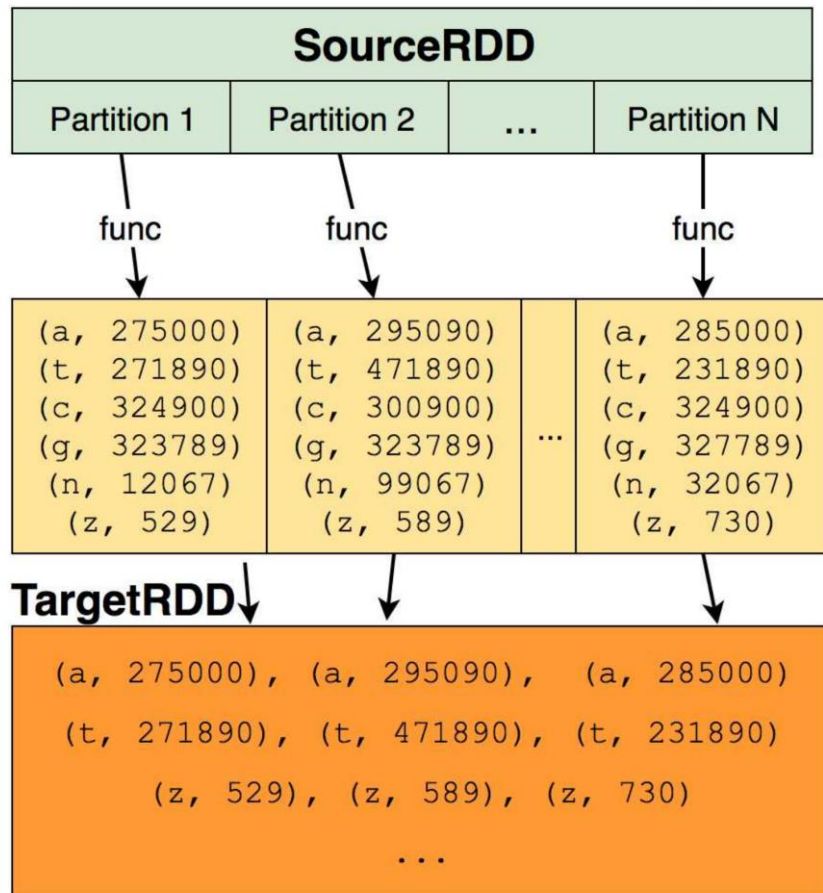 SourceRDD
Partition 1 Partition 2 ... Partition N
func func func
(a, 275000) (a, 295090) (a, 285000)
(t, 271890) (t, 471890) (t, 231890)
(c, 324900) (c, 300900) (c, 324900)
(g, 323789) (g, 323789) ... (g, 327789)
(n, 12067) (n, 99067) (n, 32067)
(z, 529) (z, 589) (z, 730)
TargetRDD
(a, 275000), (a, 295090), (a, 285000)
(t, 271890), (t, 471890), (t, 231890)
(z, 529), (z, 589), (z, 730)
...